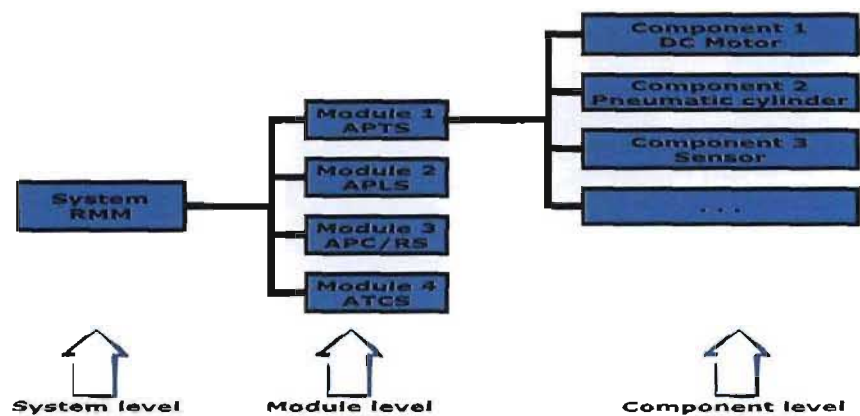 System
RMM
Module 1
APTS
Module 2
APLS
Module 3
APC/RS
Module 4
ATCS
Component 1
DC Motor
Component 2
Pneumatic cylinder
Component 3
Sensor
...
System level
Module level
Component level